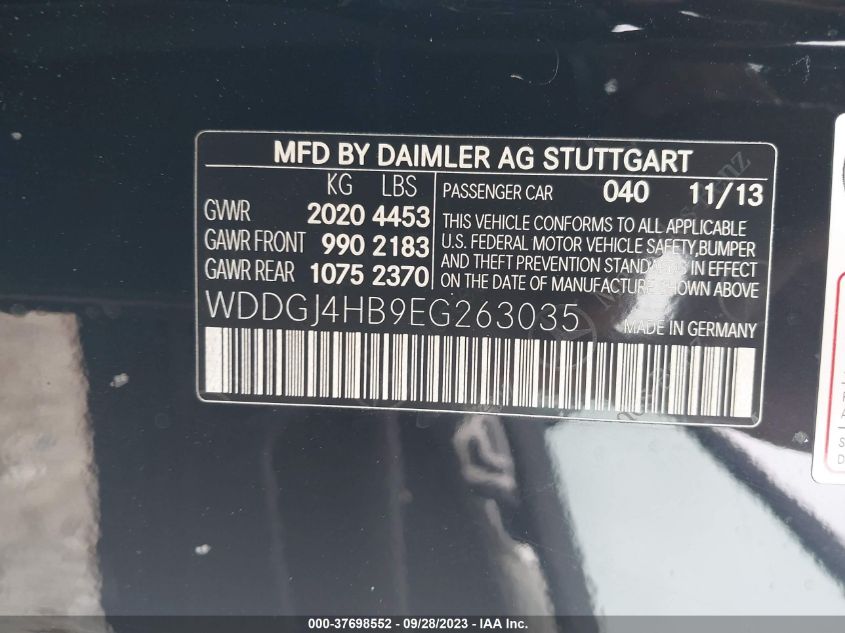 MFD BY DAIMLER AG STUTTGART
KG LBS
GVWR 2020 4453
GAWR FRONT 990 2183
GAWR REAR 1075 2370
PASSENGER CAR 040 11/13
THIS VEHICLE CONFORMS TO ALL APPLICABLE
U.S. FEDERAL MOTOR VEHICLE SAFETY,BUMPER
AND THEFT PREVENTION STANDARDS IN EFFECT
ON THE DATE OF MANUFACTURE SHOWN ABOVE
WDDGJ4HB9EG263035
MADE IN GERMANY
000-37698552 - 09/28/2023 - IAA Inc.